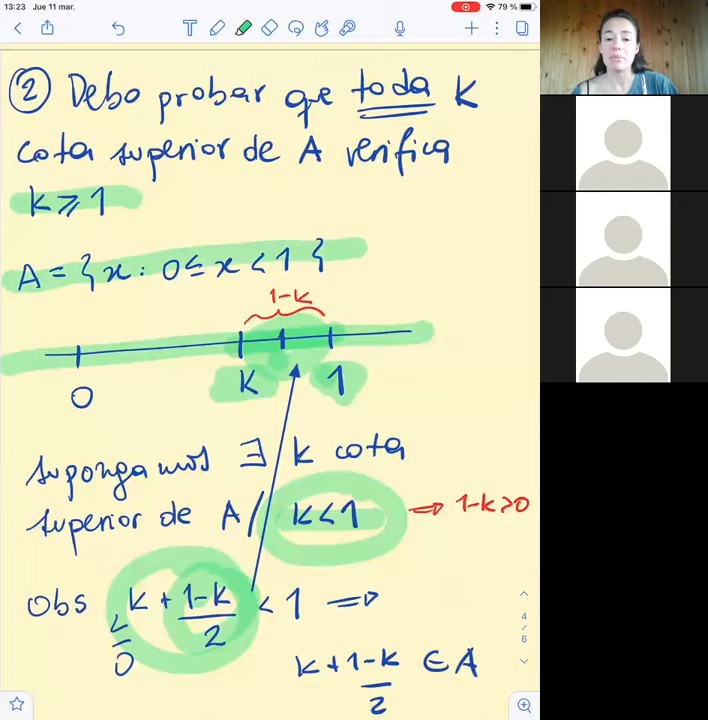 13:23 Jue 11 mar.
79 %
② Debo probar que toda K
cota superior de A verifica
K ⩾ 1
A = { x : 0 ≤ x < 1 }
1-K
0 K 1
supongamos ∃ K cota
superior de A / K < 1 ⇒ 1-K > 0
Obs 0 ≤ K + (1-K)/2 < 1 ⇒
K + (1-K)/2 ∈ A
4/6